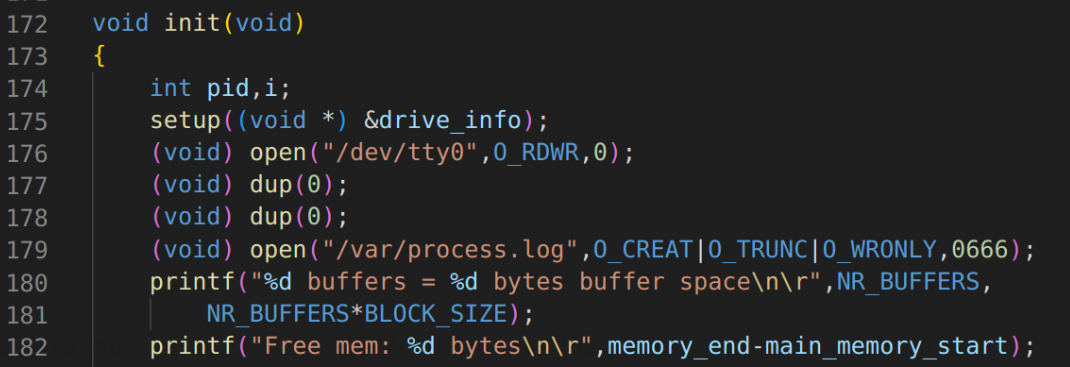 172 void init(void)
173 {
174     int pid,i;
175     setup((void *) &drive_info);
176     (void) open("/dev/tty0",O_RDWR,0);
177     (void) dup(0);
178     (void) dup(0);
179     (void) open("/var/process.log",O_CREAT|O_TRUNC|O_WRONLY,0666);
180     printf("%d buffers = %d bytes buffer space\n\r",NR_BUFFERS,
181         NR_BUFFERS*BLOCK_SIZE);
182     printf("Free mem: %d bytes\n\r",memory_end-main_memory_start);